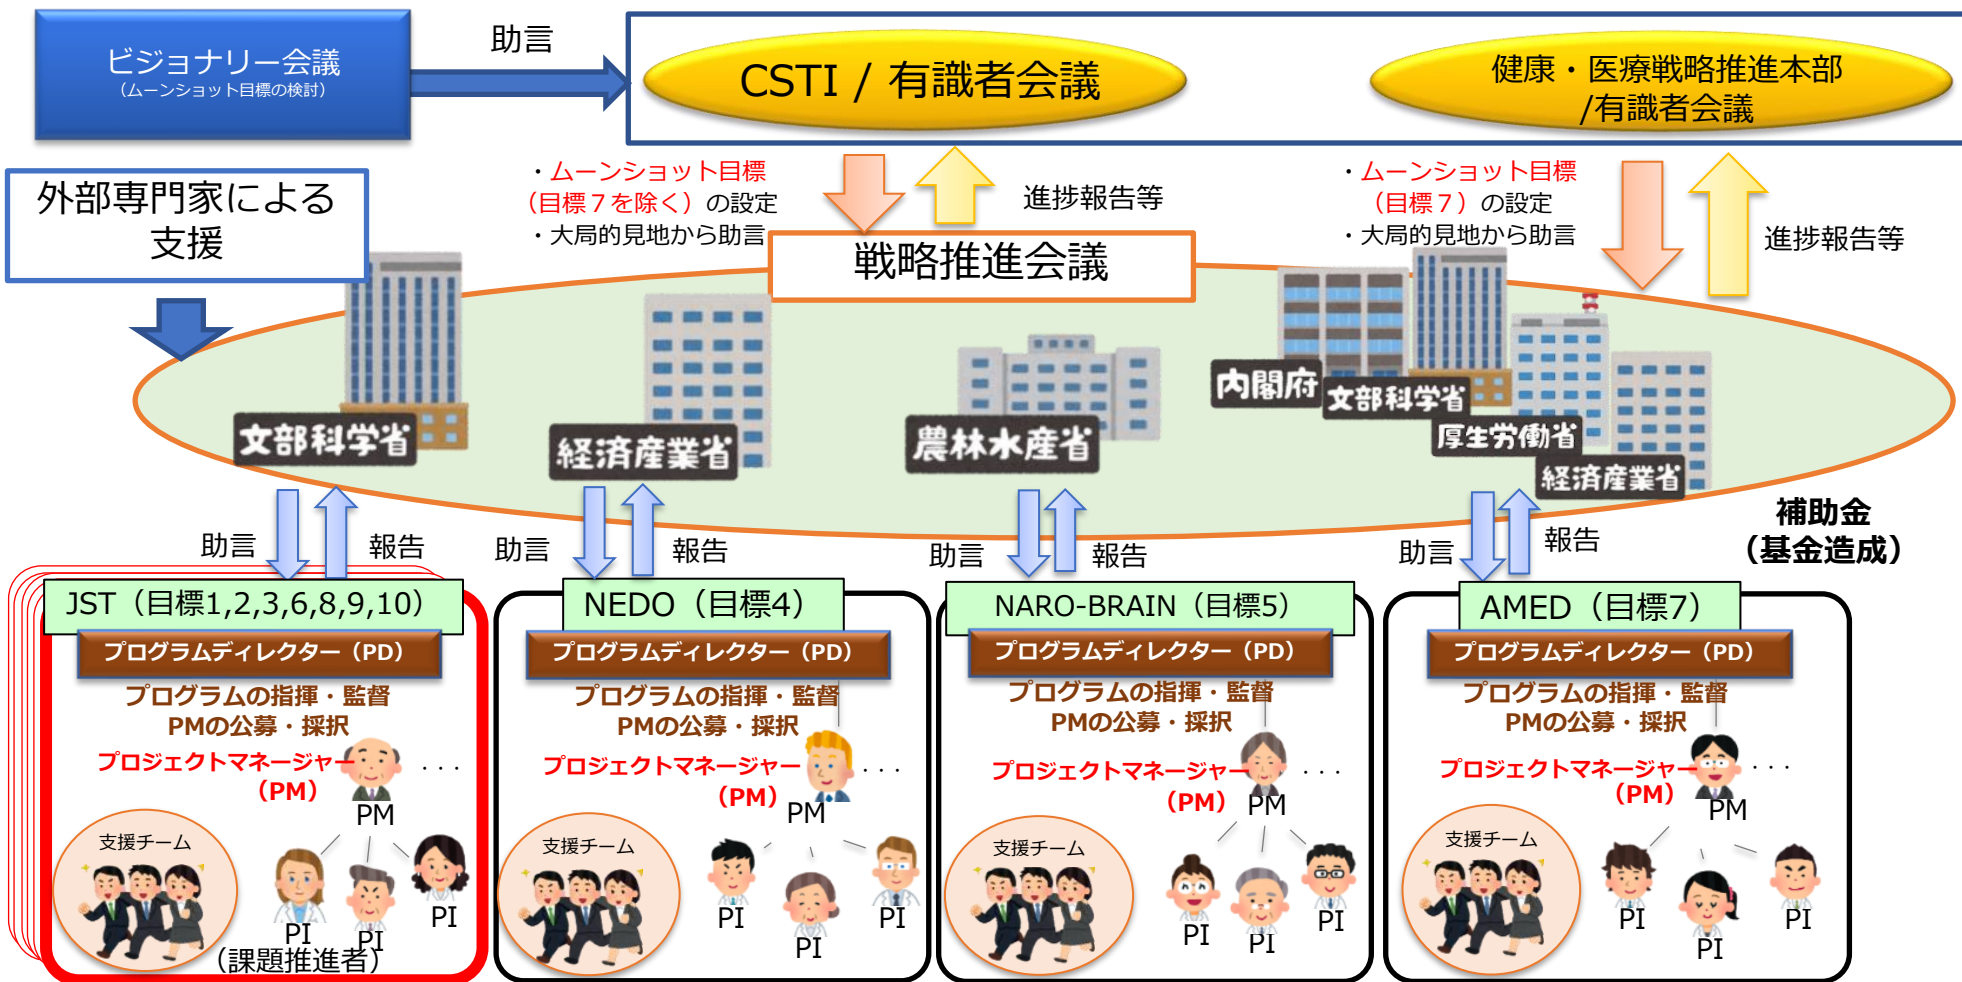 ビジョナリー会議
（ムーンショット目標の検討）
助言
CSTI / 有識者会議
健康・医療戦略推進本部
/有識者会議
外部専門家による
支援
・ムーンショット目標
（目標７を除く）の設定
・大局的見地から助言
進捗報告等
・ムーンショット目標
（目標７）の設定
・大局的見地から助言
進捗報告等
戦略推進会議
文部科学省
経済産業省
農林水産省
内閣府
文部科学省
厚生労働省
経済産業省
補助金
（基金造成）
助言
報告
助言
報告
助言
報告
助言
報告
JST（目標1,2,3,6,8,9,10）
プログラムディレクター（PD）
プログラムの指揮・監督
PMの公募・採択
プロジェクトマネージャー
（PM）
・・・
PM
支援チーム
PI
PI
PI
（課題推進者）
NEDO（目標4）
プログラムディレクター（PD）
プログラムの指揮・監督
PMの公募・採択
プロジェクトマネージャー
（PM）
・・・
PM
支援チーム
PI
PI
PI
NARO-BRAIN（目標5）
プログラムディレクター（PD）
プログラムの指揮・監督
PMの公募・採択
プロジェクトマネージャー
（PM）
・・・
PM
支援チーム
PI
PI
PI
AMED（目標7）
プログラムディレクター（PD）
プログラムの指揮・監督
PMの公募・採択
プロジェクトマネージャー
（PM）
・・・
PM
支援チーム
PI
PI
PI